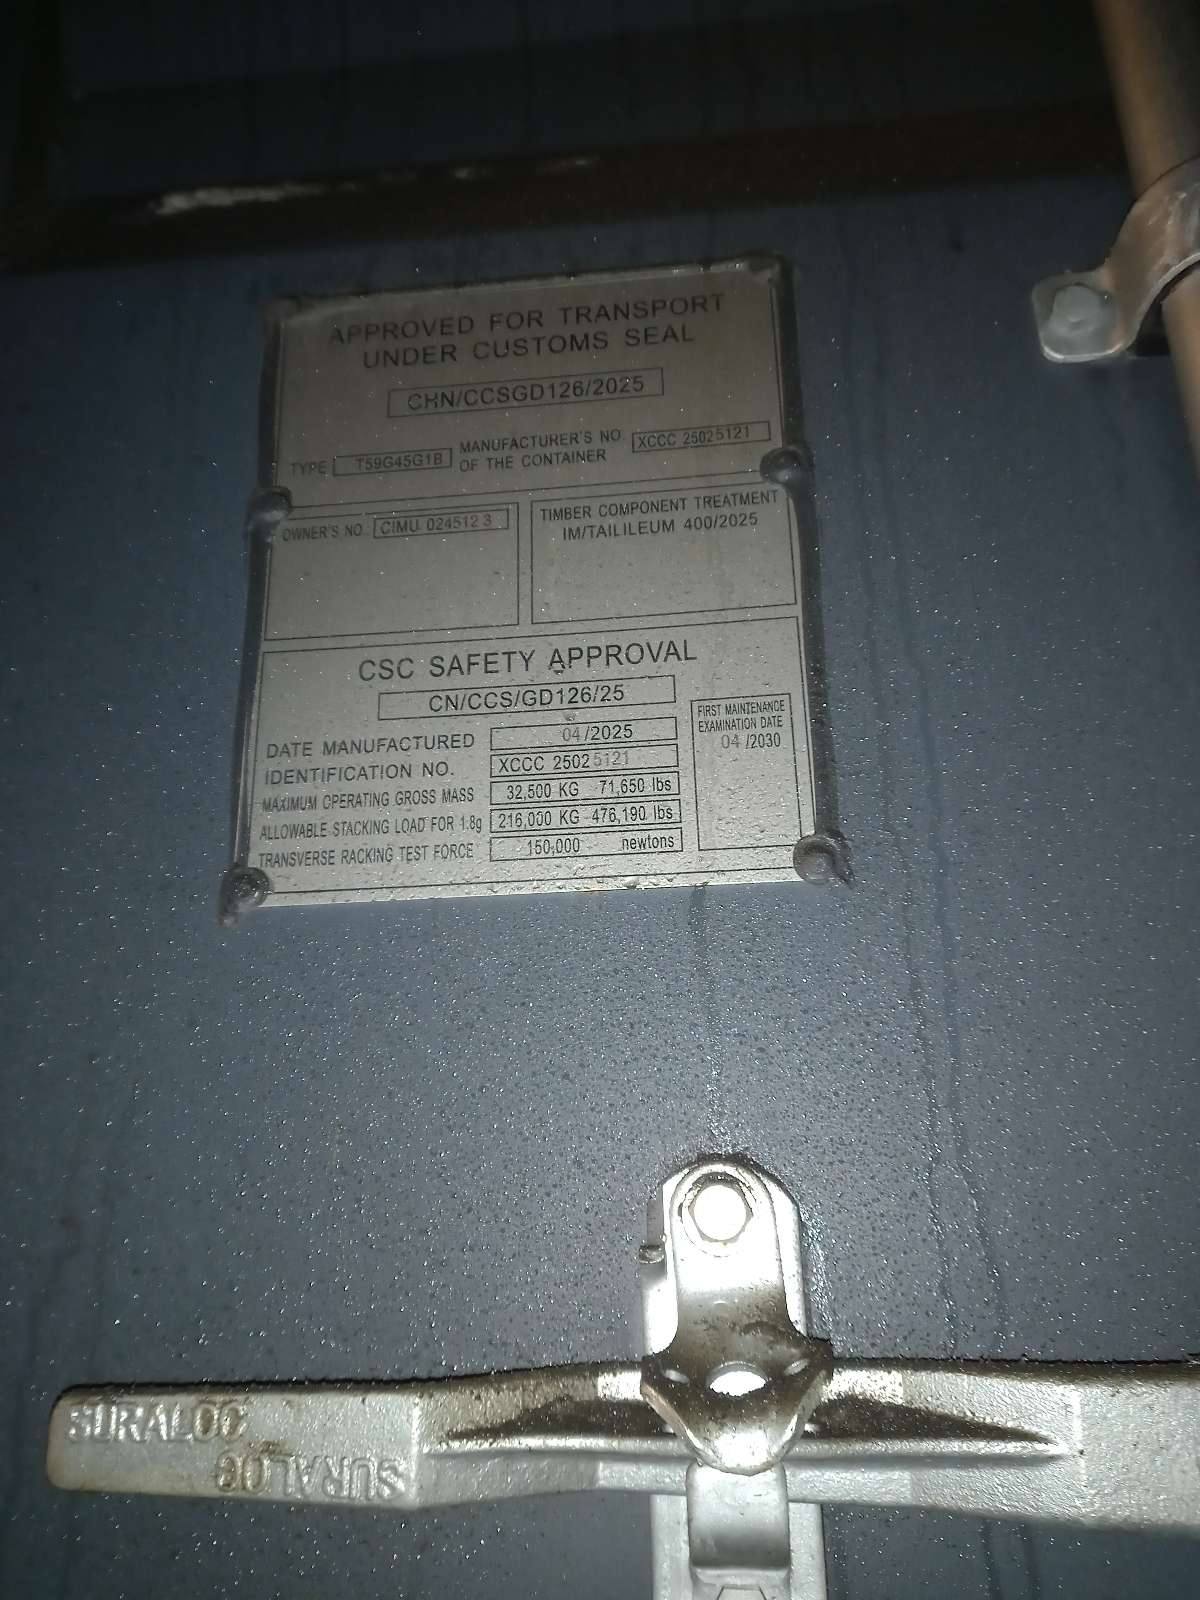 APPROVED FOR TRANSPORT
UNDER CUSTOMS SEAL
CHN/CCSGD126/2025
TYPE T59G45G1B MANUFACTURER'S NO. OF THE CONTAINER XCCC 25025121
OWNER'S NO. CIMU 024512 3
TIMBER COMPONENT TREATMENT
IM/TAILILEUM 400/2025
CSC SAFETY APPROVAL
CN/CCS/GD126/25
DATE MANUFACTURED 04/2025
IDENTIFICATION NO. XCCC 25025121
MAXIMUM OPERATING GROSS MASS 32,500 KG 71,650 lbs
ALLOWABLE STACKING LOAD FOR 1.8g 216,000 KG 476,190 lbs
TRANSVERSE RACKING TEST FORCE 150,000 newtons
FIRST MAINTENANCE
EXAMINATION DATE
04 /2030
SURALOC
SURALOC